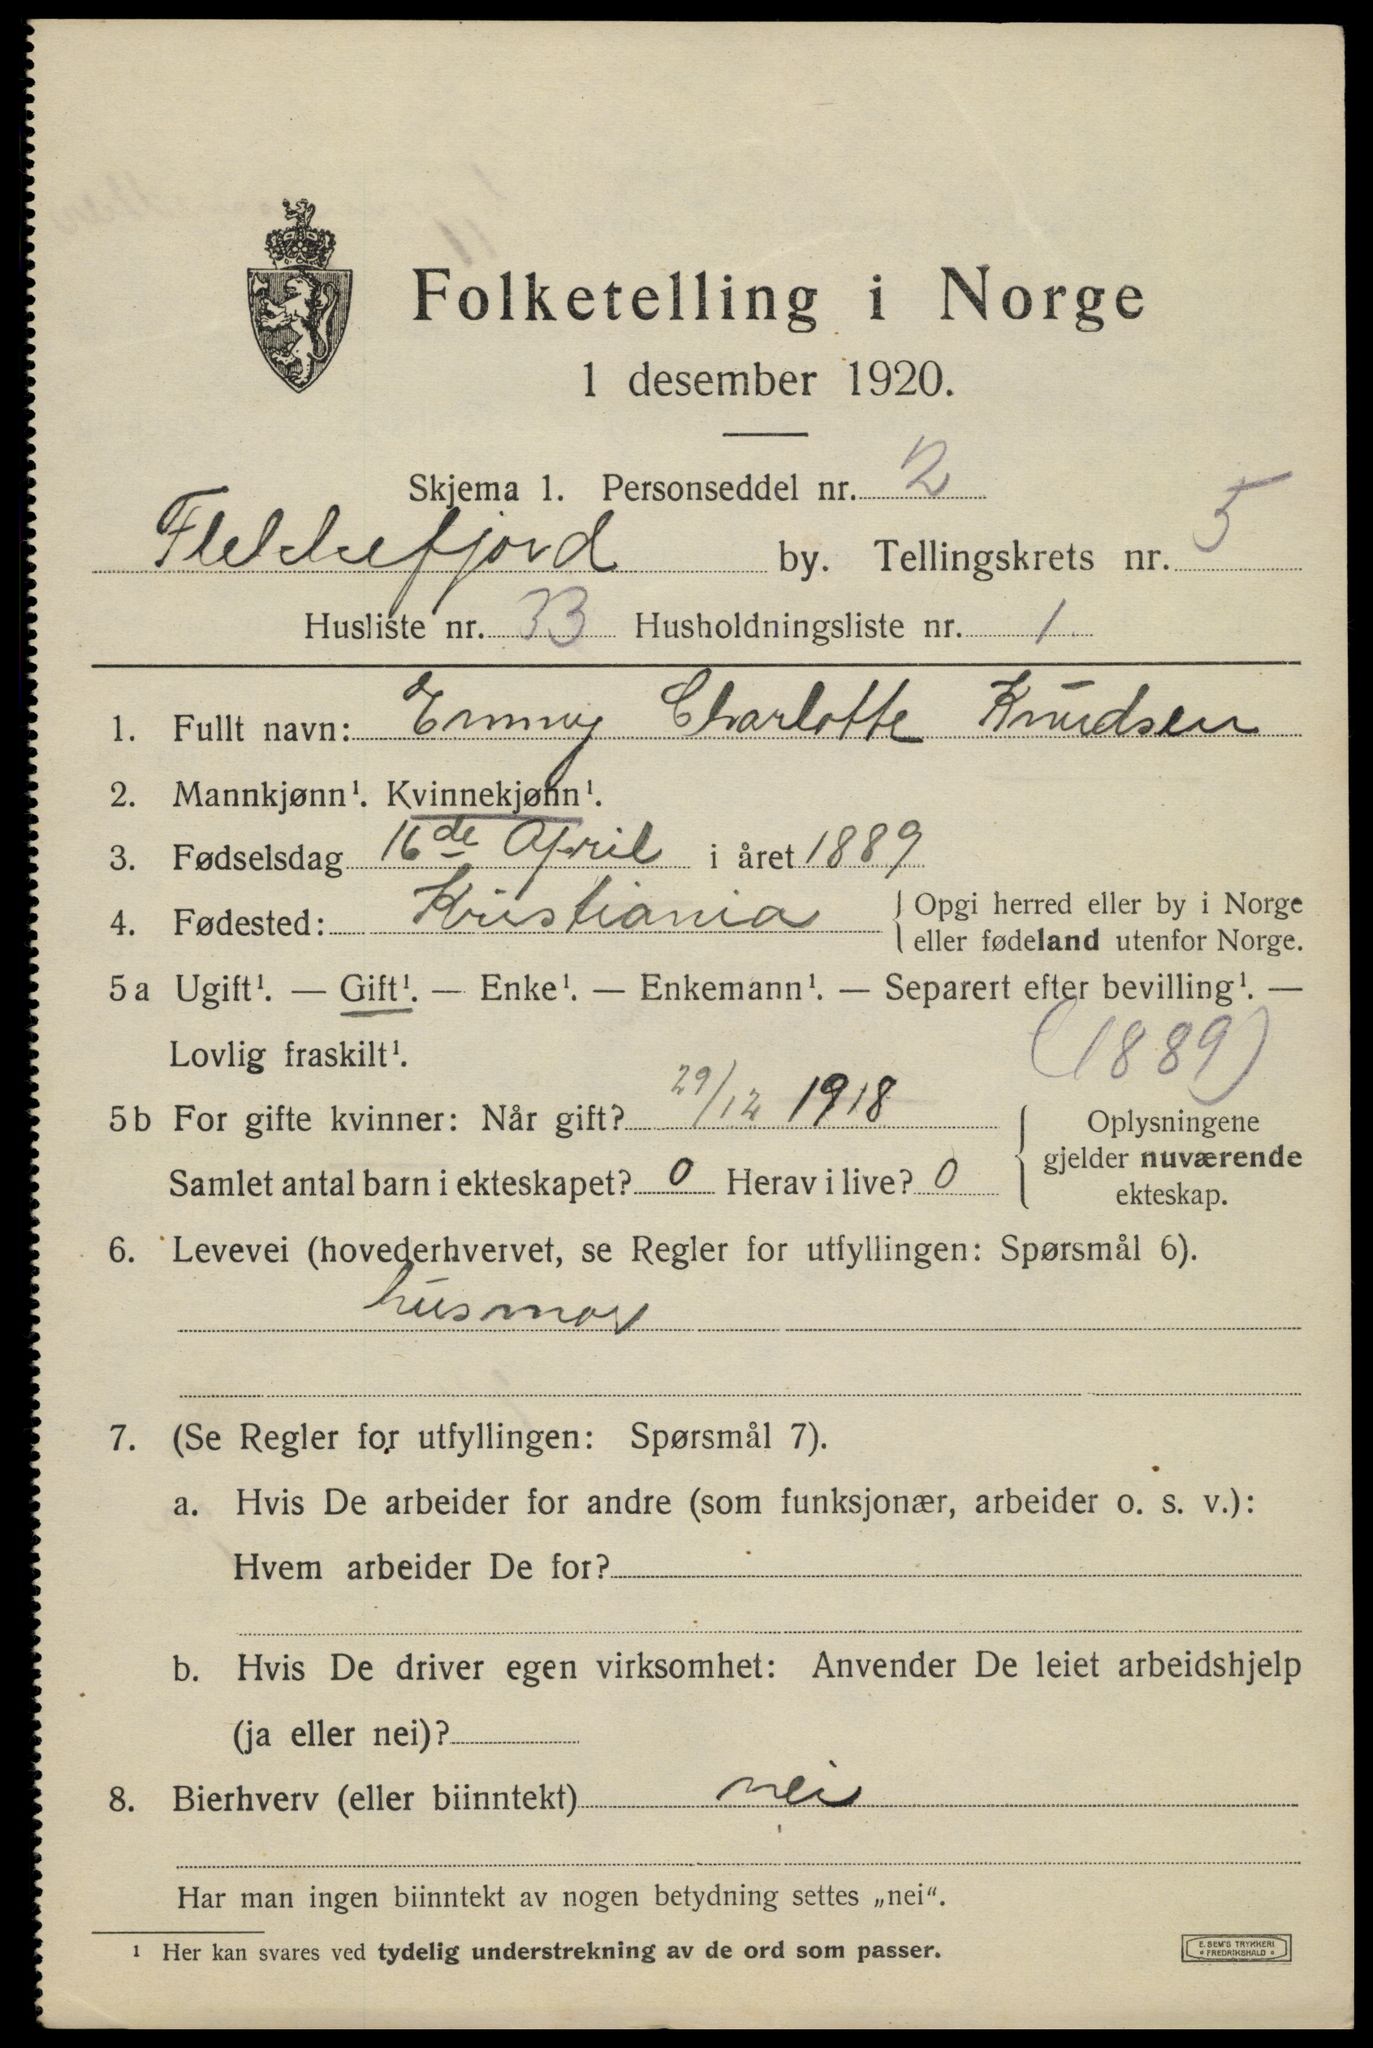 Folketelling i Norge
1 desember 1920.
Skjema 1. Personseddel nr. 2
Flekkefjord by. Tellingskrets nr. 5
Husliste nr. 33 Husholdningsliste nr. 1
1. Fullt navn: Emmy Charlotte Knudsen
2. Mannkjønn¹. Kvinnekjønn¹.
3. Fødselsdag 16de April i året 1889
4. Fødested: Kristiania { Opgi herred eller by i Norge
eller fødeland utenfor Norge.
5a Ugift¹. — Gift¹. — Enke¹. — Enkemann¹. — Separert efter bevilling¹. —
Lovlig fraskilt¹. (1889)
5b For gifte kvinner: Når gift? 29/12 1918
Samlet antal barn i ekteskapet? 0 Herav i live? 0
Oplysningene
gjelder nuværende
ekteskap.
6. Levevei (hovederhvervet, se Regler for utfyllingen: Spørsmål 6).
husmor
7. (Se Regler for utfyllingen: Spørsmål 7).
a. Hvis De arbeider for andre (som funksjonær, arbeider o. s. v.):
Hvem arbeider De for?
b. Hvis De driver egen virksomhet: Anvender De leiet arbeidshjelp
(ja eller nei)?
8. Bierhverv (eller biinntekt) nei
Har man ingen biinntekt av nogen betydning settes „nei“.
¹ Her kan svares ved tydelig understrekning av de ord som passer.
E. SEM'S TRYKKERI
FREDRIKSHALD